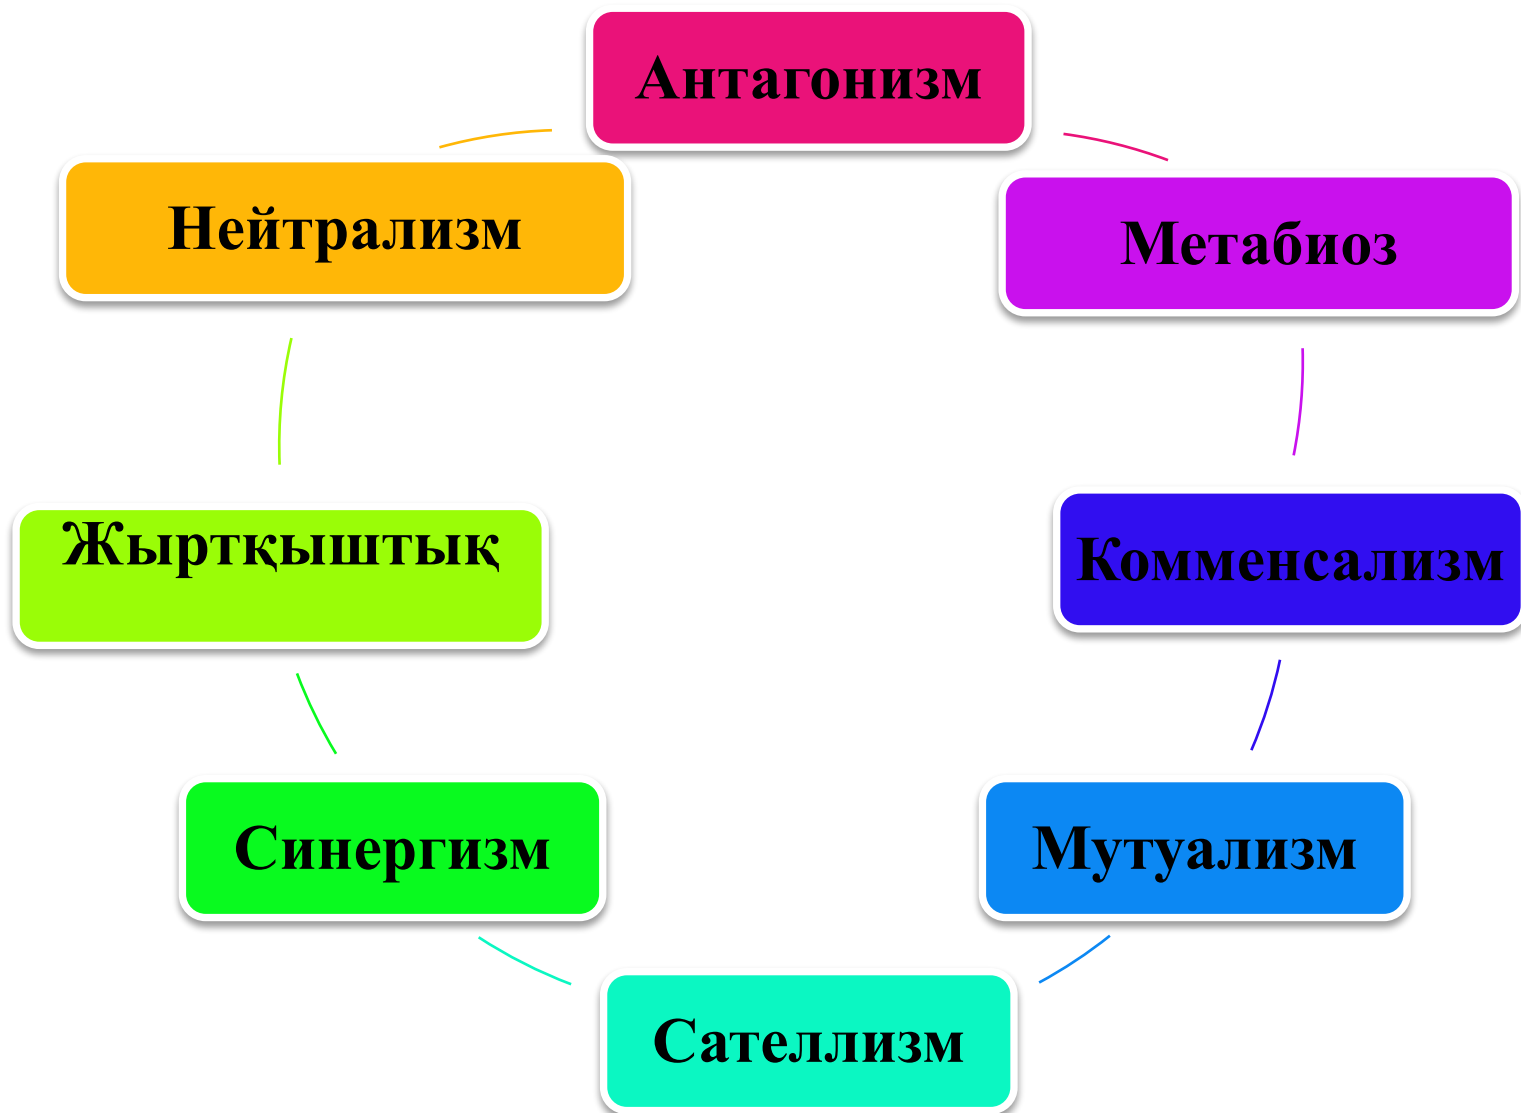 Антагонизм
Нейтрализм
Метабиоз
Жыртқыштық
Комменсализм
Синергизм
Мутуализм
Сателлизм